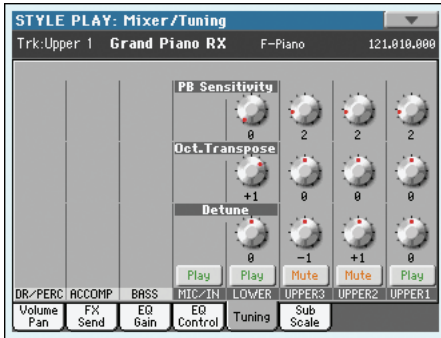 STYLE PLAY: Mixer/Tuning
Trk:Upper 1 Grand Piano RX F-Piano 121.010.000
PB Sensitivity
0 2 2 2
Oct.Transpose
+1 0 0 0
Detune
0 -1 +1 0
Play Play Mute Mute Play
DR/PERC ACCOMP BASS MIC/IN LOWER UPPER3 UPPER2 UPPER1
Volume Pan FX Send EQ Gain EQ Control Tuning Sub Scale